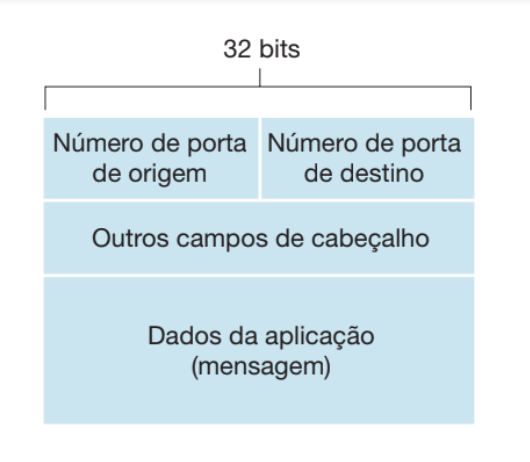 32 bits
Número de porta de origem
Número de porta de destino
Outros campos de cabeçalho
Dados da aplicação
(mensagem)